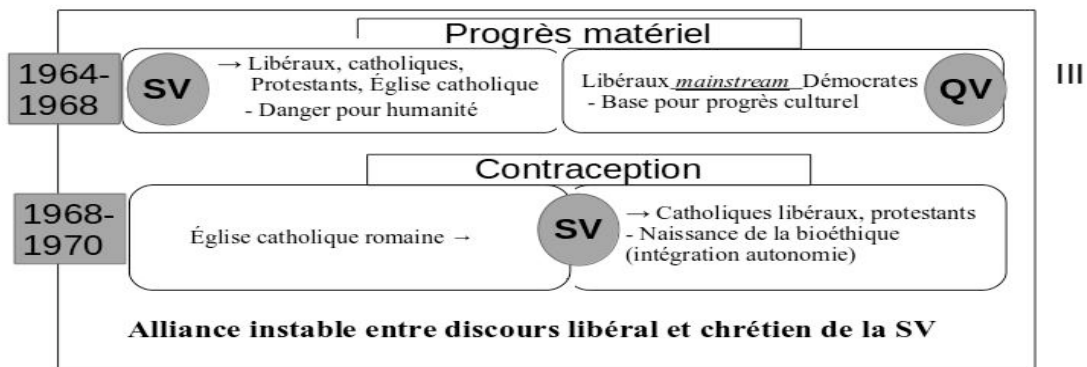 Progrès matériel
1964-
1968
SV
→ Libéraux, catholiques,
Protestants, Église catholique
- Danger pour humanité
Libéraux mainstream Démocrates
- Base pour progrès culturel
QV
III
Contraception
1968-
1970
Église catholique romaine →
SV
→ Catholiques libéraux, protestants
- Naissance de la bioéthique
(intégration autonomie)
Alliance instable entre discours libéral et chrétien de la SV